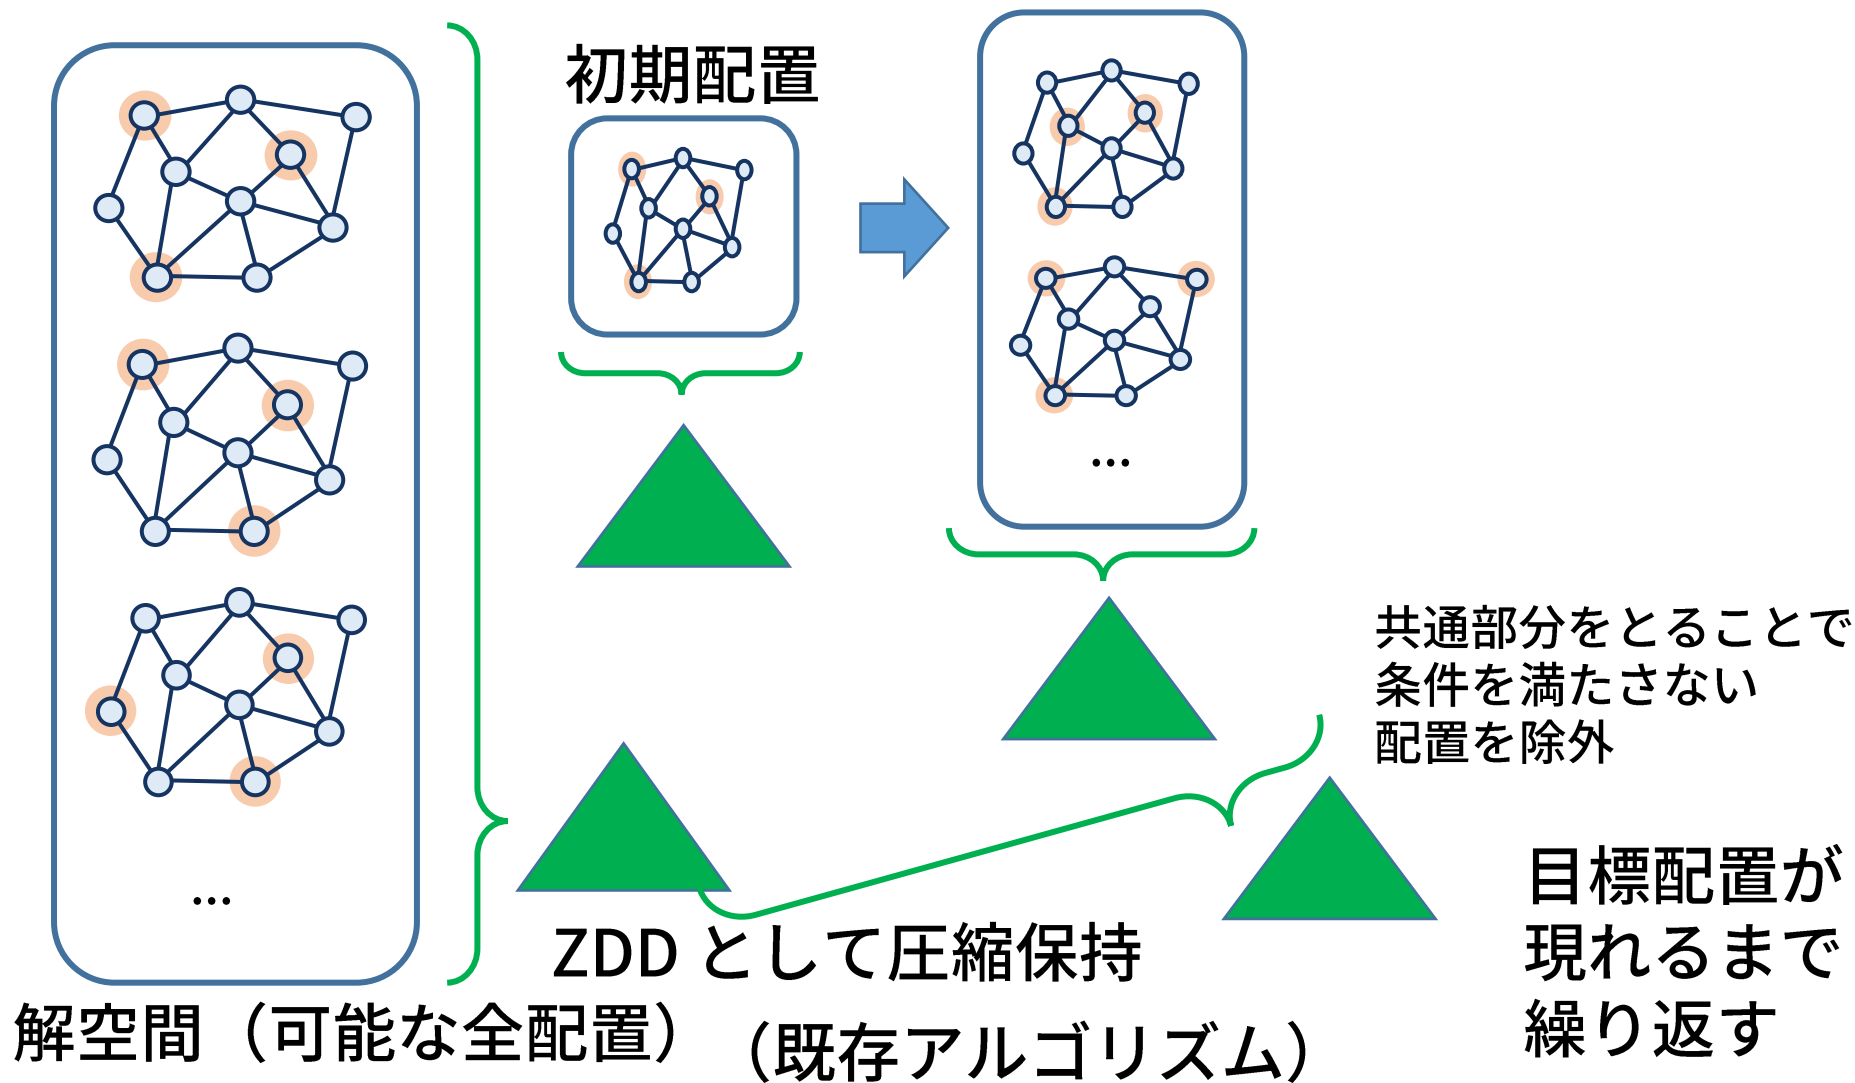 初期配置
...
共通部分をとることで
条件を満たさない
配置を除外
...
ZDD として圧縮保持
(既存アルゴリズム)
解空間（可能な全配置）
目標配置が
現れるまで
繰り返す